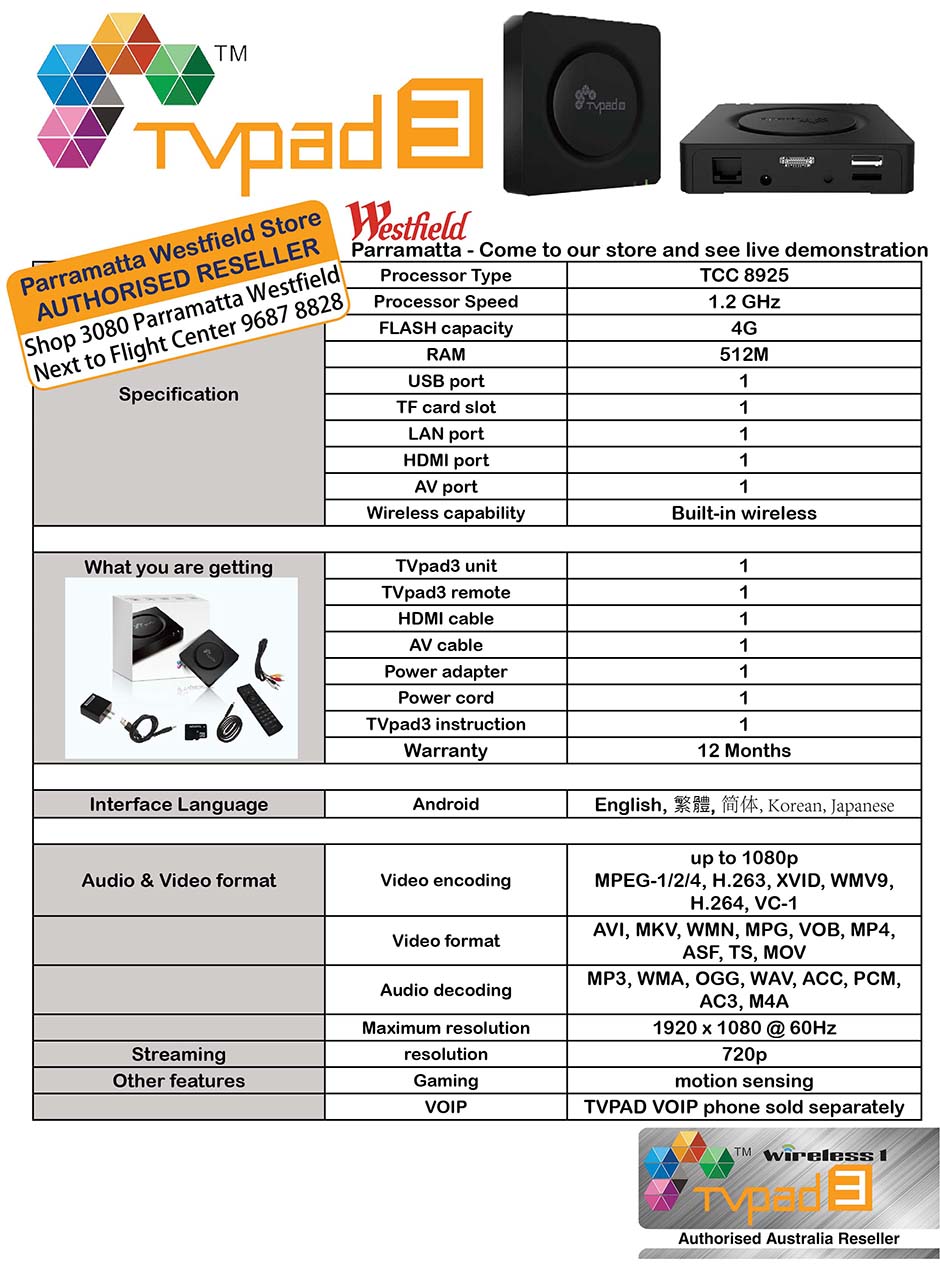 TM
TVpad 3
TVpad
Parramatta Westfield Store
AUTHORISED RESELLER
Shop 3080 Parramatta Westfield
Next to Flight Center 9687 8828
Westfield
Parramatta - Come to our store and see live demonstration
Specification
Processor Type TCC 8925
Processor Speed 1.2 GHz
FLASH capacity 4G
RAM 512M
USB port 1
TF card slot 1
LAN port 1
HDMI port 1
AV port 1
Wireless capability Built-in wireless
What you are getting
TVpad3 unit 1
TVpad3 remote 1
HDMI cable 1
AV cable 1
Power adapter 1
Power cord 1
TVpad3 instruction 1
Warranty 12 Months
Interface Language Android English, 繁體, 简体, Korean, Japanese
Audio & Video format Video encoding
up to 1080p
MPEG-1/2/4, H.263, XVID, WMV9,
H.264, VC-1
Video format
AVI, MKV, WMN, MPG, VOB, MP4,
ASF, TS, MOV
Audio decoding
MP3, WMA, OGG, WAV, ACC, PCM,
AC3, M4A
Maximum resolution 1920 x 1080 @ 60Hz
Streaming resolution 720p
Other features Gaming motion sensing
VOIP TVPAD VOIP phone sold separately
TM wireless 1
TVpad 3
Authorised Australia Reseller